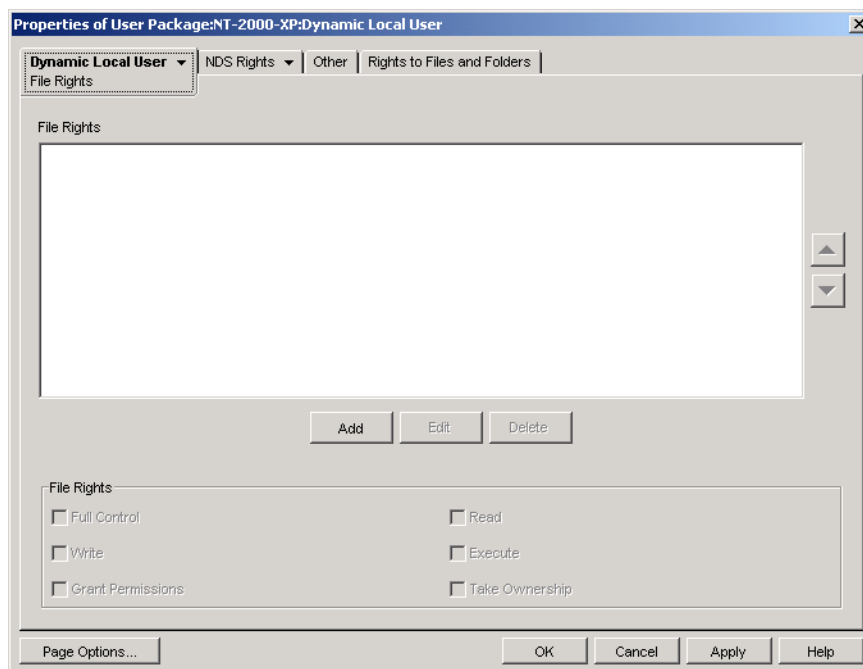 Properties of User Package:NT-2000-XP:Dynamic Local User
Dynamic Local User NDS Rights Other Rights to Files and Folders
File Rights
File Rights
Add Edit Delete
File Rights
Full Control Read
Write Execute
Grant Permissions Take Ownership
Page Options... OK Cancel Apply Help